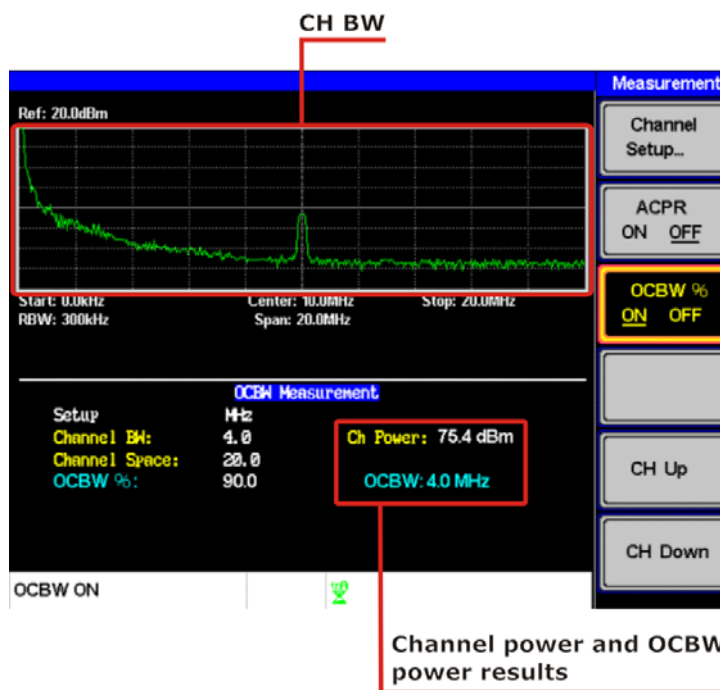 CH BW
Measurement
Ref: 20.0dBm
Channel
Setup...
ACPR
ON OFF
OCBW %
ON OFF
Start: 0.0kHz Center: 10.0MHz Stop: 20.0MHz
RBW: 300kHz Span: 20.0MHz
OCBW Measurement
Setup MHz
Channel BW: 4.0 Ch Power: 75.4 dBm
Channel Space: 20.0
OCBW %: 90.0 OCBW: 4.0 MHz
CH Up
CH Down
OCBW ON
Channel power and OCBW
power results